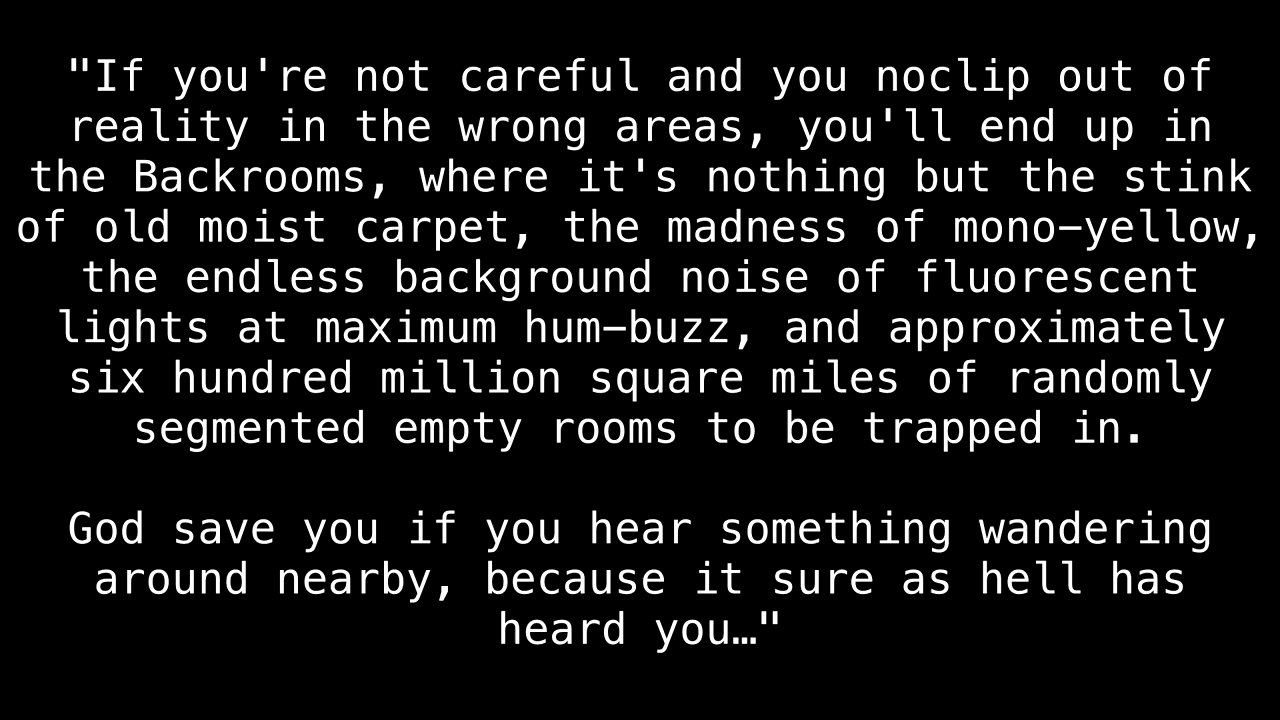 "If you're not careful and you noclip out of
reality in the wrong areas, you'll end up in
the Backrooms, where it's nothing but the stink
of old moist carpet, the madness of mono-yellow,
the endless background noise of fluorescent
lights at maximum hum-buzz, and approximately
six hundred million square miles of randomly
segmented empty rooms to be trapped in.
God save you if you hear something wandering
around nearby, because it sure as hell has
heard you…"